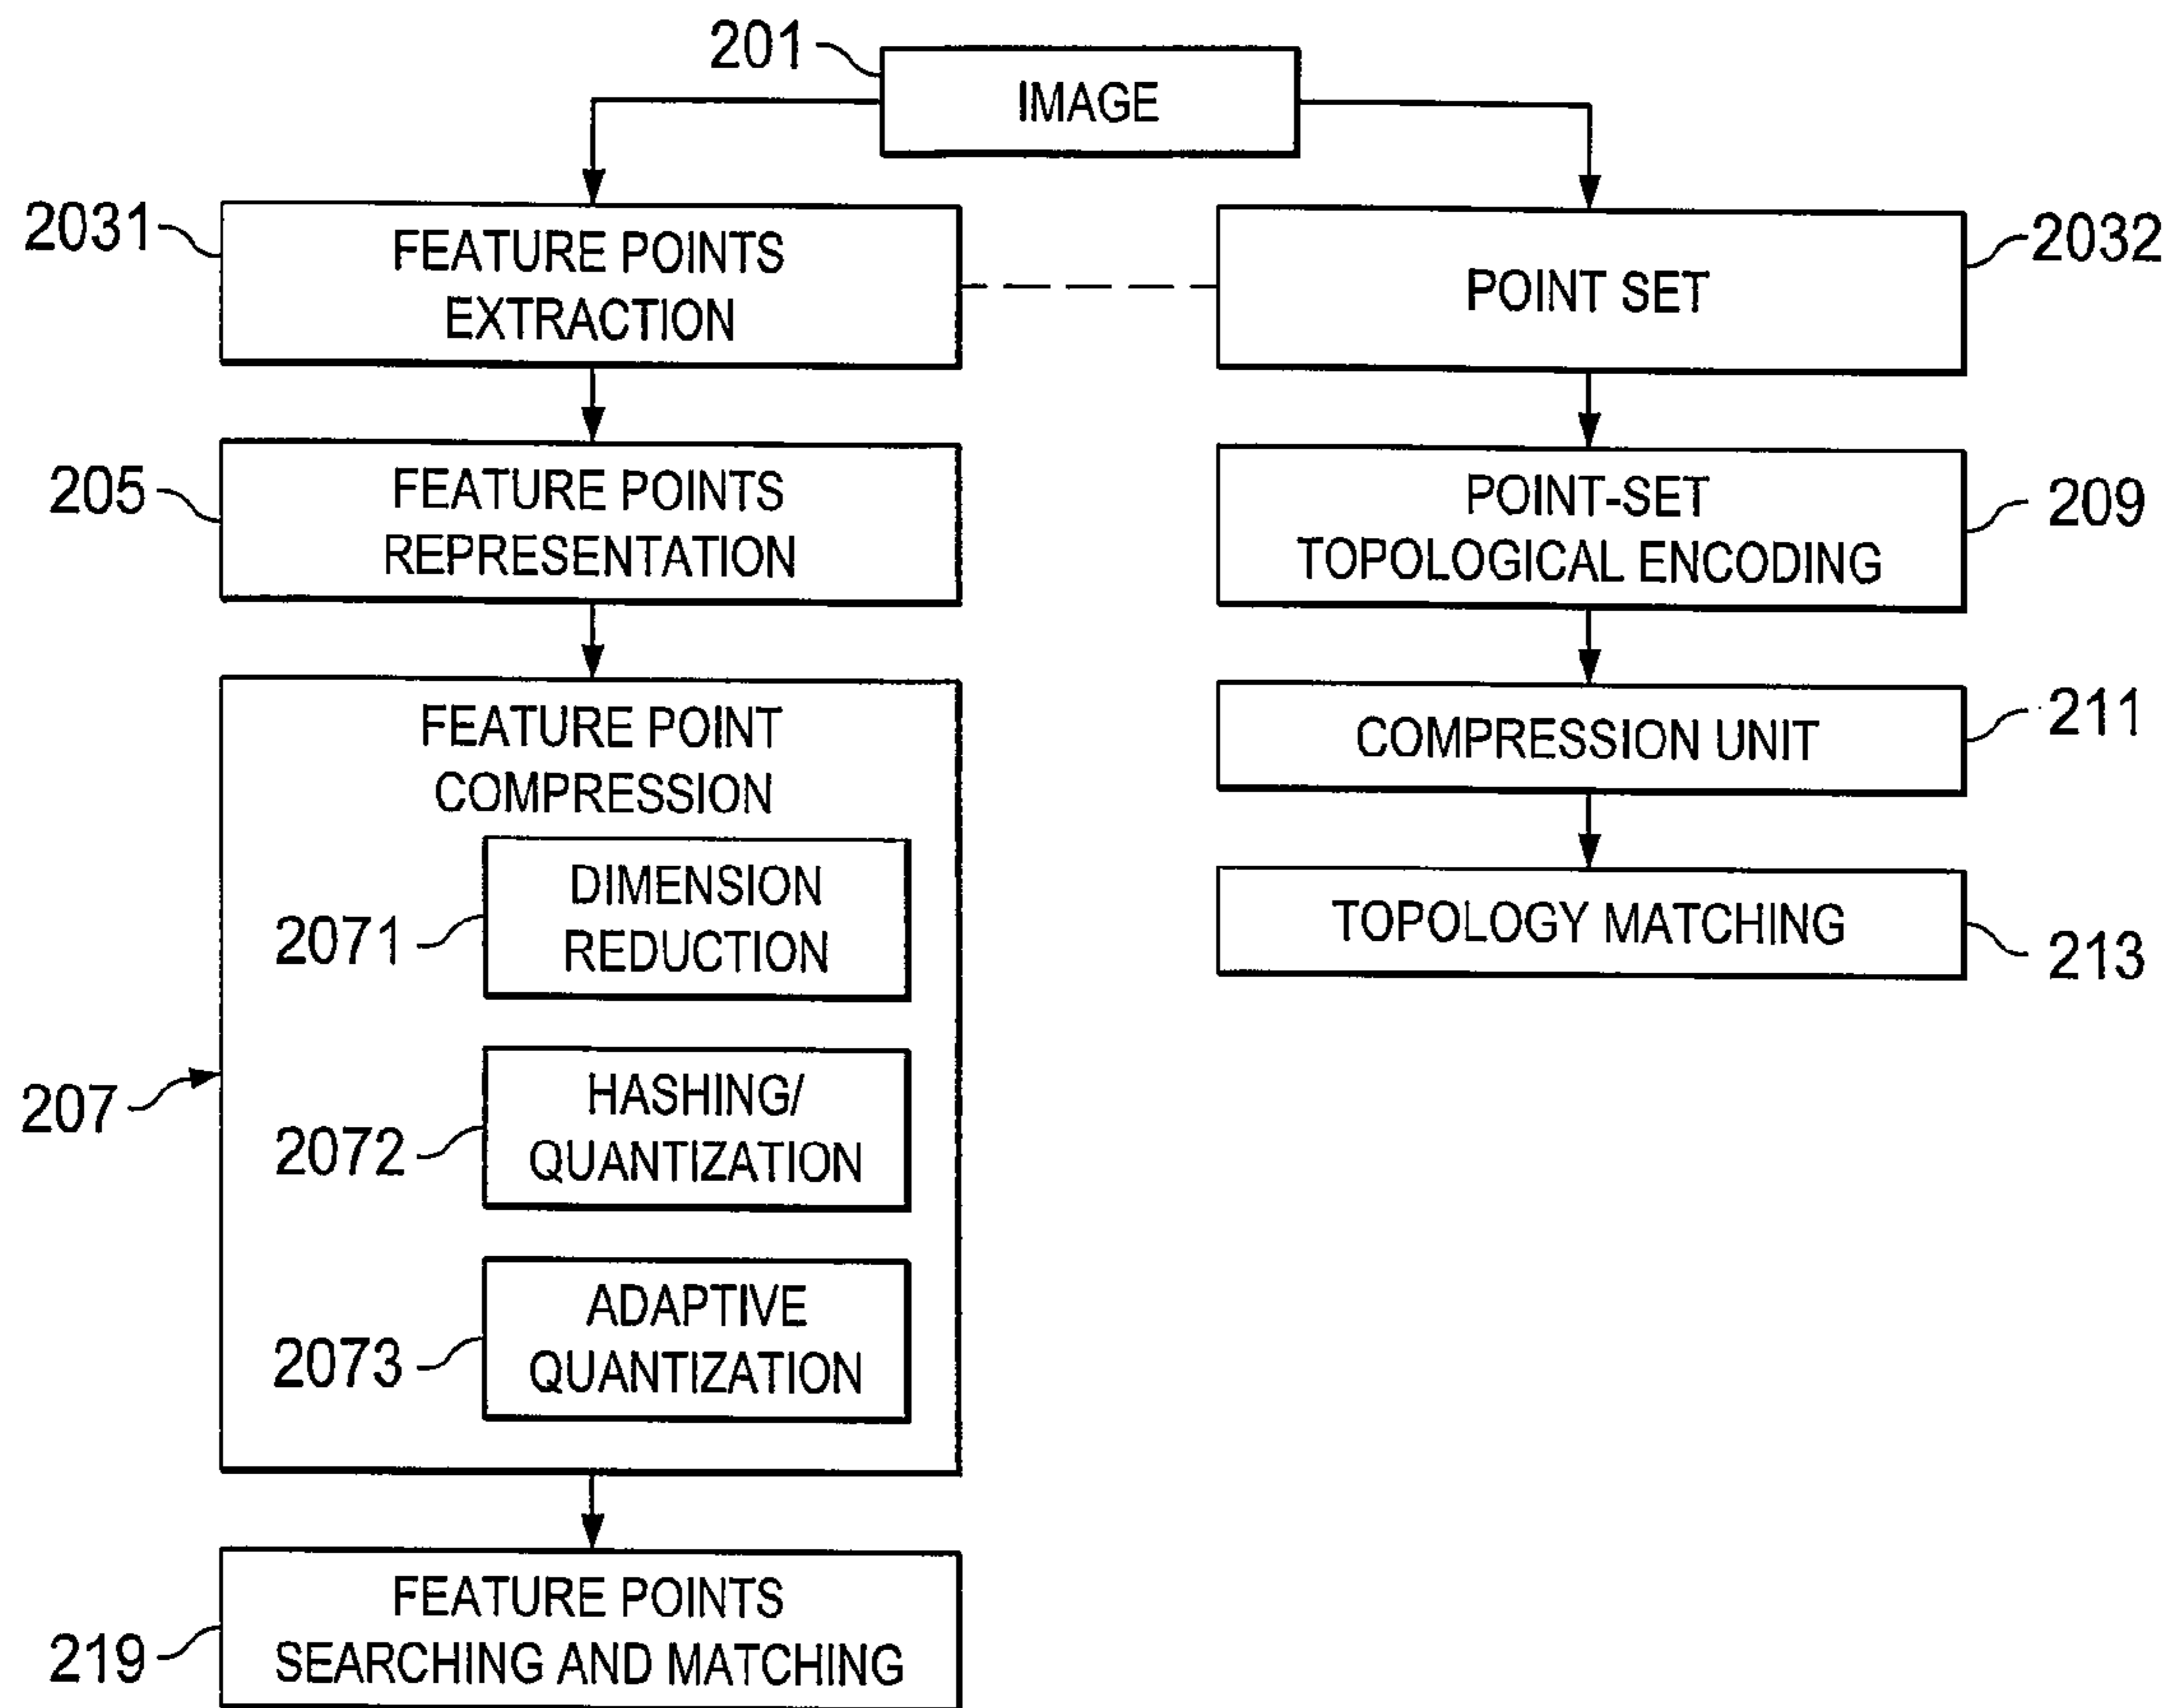 201
IMAGE
2031
FEATURE POINTS
EXTRACTION
2032
POINT SET
205
FEATURE POINTS
REPRESENTATION
POINT-SET
TOPOLOGICAL ENCODING
209
FEATURE POINT
COMPRESSION
COMPRESSION UNIT
211
2071
DIMENSION
REDUCTION
TOPOLOGY MATCHING
213
207
2072
HASHING/
QUANTIZATION
2073
ADAPTIVE
QUANTIZATION
219
FEATURE POINTS
SEARCHING AND MATCHING